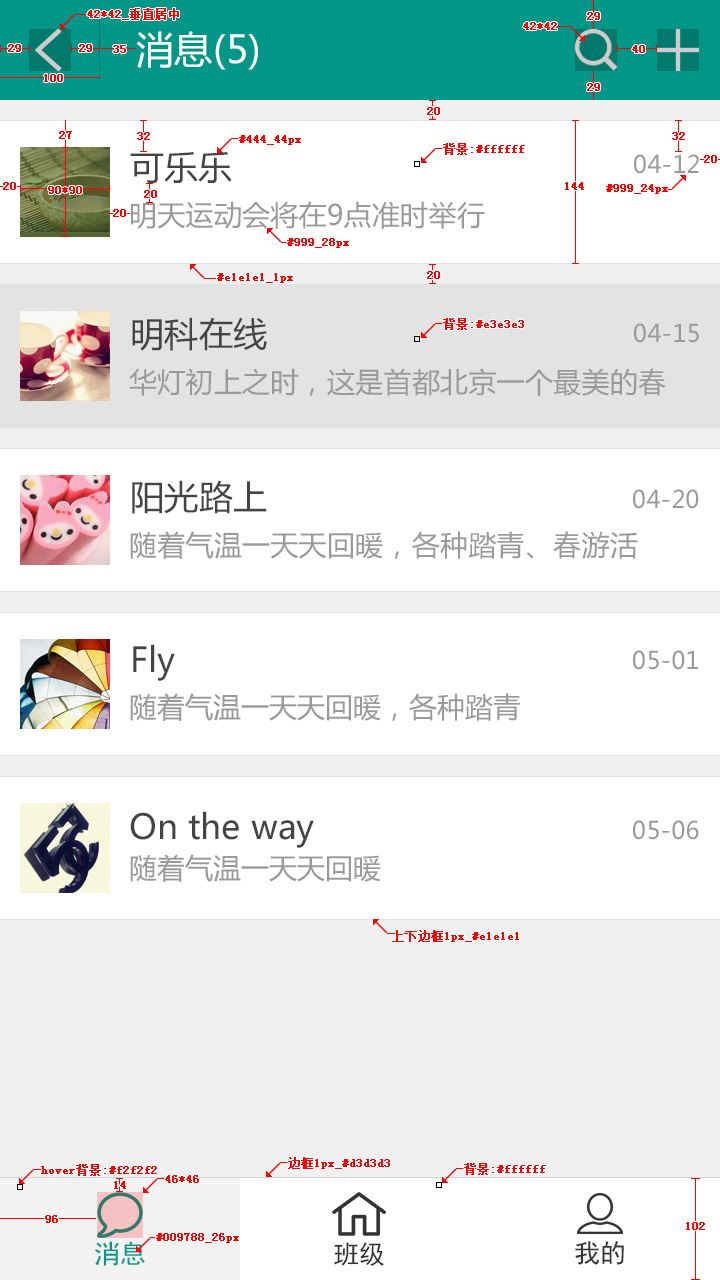 42*42_垂直居中
29
42*42
29
29
35
消息(5)
40
100
29
20
27
32
#444_44px
背景:#ffffff
32
可乐乐
04-12
20
20
90*90
20
144
#999_24px
20
明天运动会将在9点准时举行
#999_28px
#e1e1e1_1px
20
背景:#e3e3e3
明科在线
04-15
华灯初上之时，这是首都北京一个最美的春
阳光路上
04-20
随着气温一天天回暖，各种踏青、春游活
Fly
05-01
随着气温一天天回暖，各种踏青
On the way
05-06
随着气温一天天回暖
上下边框1px_#e1e1e1
hover背景:#f2f2f2
边框1px_#d3d3d3
背景:#ffffff
14
46*46
96
102
#009788_26px
消息
班级
我的